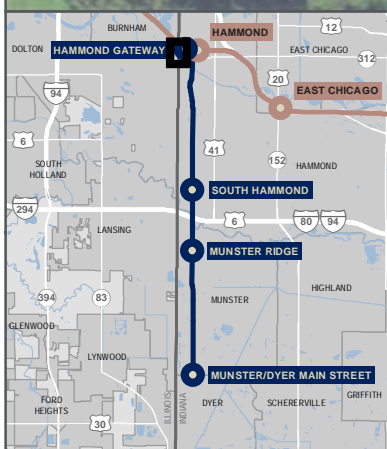 BURNHAM
HAMMOND
12
DOLTON
HAMMOND GATEWAY
EAST CHICAGO
312
20
94
EAST CHICAGO
6
41
SOUTH
HOLLAND
152
HAMMOND
SOUTH HAMMOND
294
6
80
94
LANSING
MUNSTER RIDGE
HIGHLAND
394
83
MUNSTER
GLENWOOD
LYNWOOD
MUNSTER/DYER MAIN STREET
FORD
HEIGHTS
ILLINOIS
INDIANA
DYER
SCHERERVILLE
GRIFFITH
30